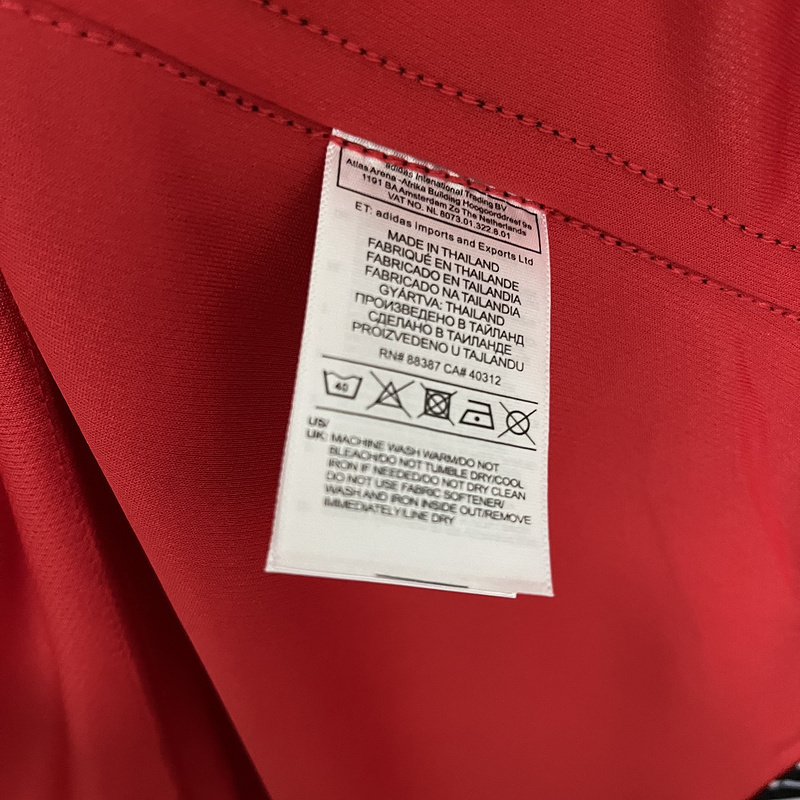 adidas International Trading BV
Atlas Arena -Afrika Building Hoogoorddreef 9a
1101 BA Amsterdam Zo The Netherlands
VAT NO. NL 8073.01.322.B.01
ET: adidas Imports and Exports Ltd
MADE IN THAILAND
FABRIQUÉ EN THAILANDE
FABRICADO EN TAILANDIA
FABRICADO NA TAILANDIA
GYÁRTVA: THAILAND
ПРОИЗВЕДЕНО В ТАЙЛАНД
СДЕЛАНО В ТАИЛАНДЕ
PROIZVEDENO U TAJLANDU
RN# 88387 CA# 40312
40
US/
UK: MACHINE WASH WARM/DO NOT
BLEACH/DO NOT TUMBLE DRY/COOL
IRON IF NEEDED/DO NOT DRY CLEAN
DO NOT USE FABRIC SOFTENER/
WASH AND IRON INSIDE OUT/REMOVE
IMMEDIATELY/LINE DRY